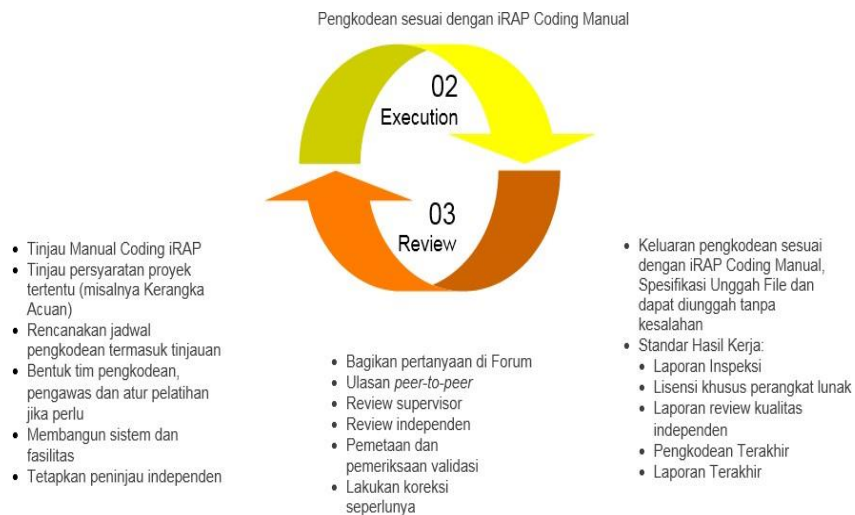 Pengkodean sesuai dengan iRAP Coding Manual
02
Execution
03
Review
• Tinjau Manual Coding iRAP
• Tinjau persyaratan proyek
tertentu (misalnya Kerangka
Acuan)
• Rencanakan jadwal
pengkodean termasuk tinjauan
• Bentuk tim pengkodean,
pengawas dan atur pelatihan
jika perlu
• Membangun sistem dan
fasilitas
• Tetapkan peninjau independen
• Bagikan pertanyaan di Forum
• Ulasan peer-to-peer
• Review supervisor
• Review independen
• Pemetaan dan
pemeriksaan validasi
• Lakukan koreksi
seperlunya
• Keluaran pengkodean sesuai
dengan iRAP Coding Manual,
Spesifikasi Unggah File dan
dapat diunggah tanpa
kesalahan
• Standar Hasil Kerja:
• Laporan Inspeksi
• Lisensi khusus perangkat lunak
• Laporan review kualitas
independen
• Pengkodean Terakhir
• Laporan Terakhir